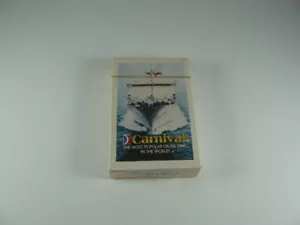 Carnival
THE MOST POPULAR CRUISE LINE
IN THE WORLD!